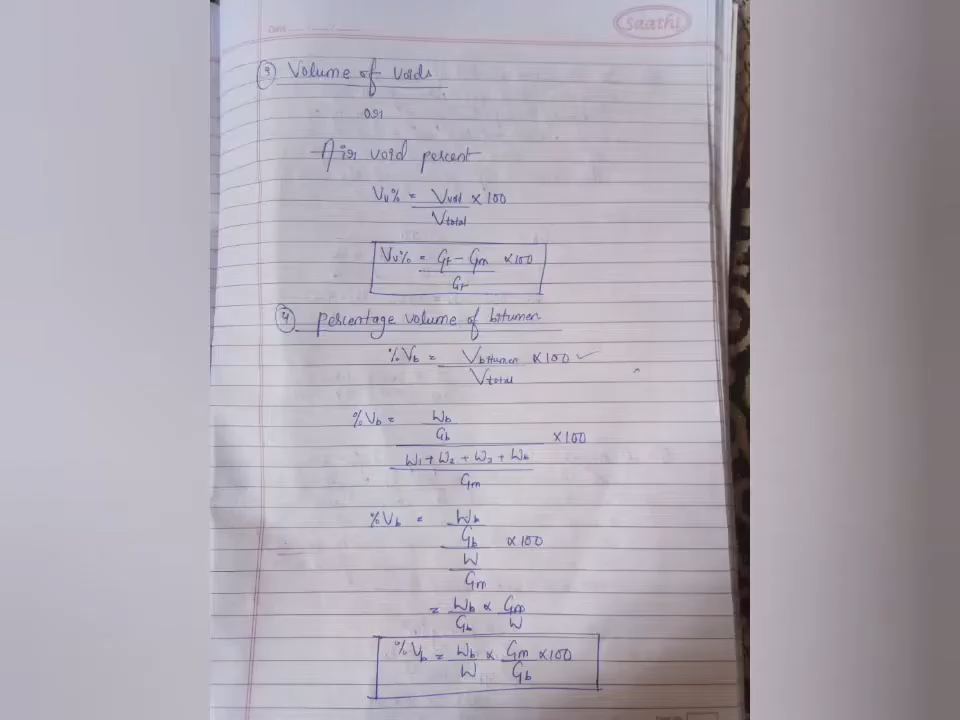 Saathi
Date
③ Volume of voids
or
Air void percent
Vv% = Vvoid / Vtotal × 100
Vv% = Gt - Gm / Gt × 100
④ Percentage volume of bitumen
% Vb = Vbitumen / Vtotal × 100 ✓
% Vb = Wb / Gb / W1 + W2 + W3 + Wb / Gm × 100
% Vb = Wb / Gb / W / Gm × 100
= Wb / Gb × Gm / W
% Vb = Wb / W × Gm / Gb × 100